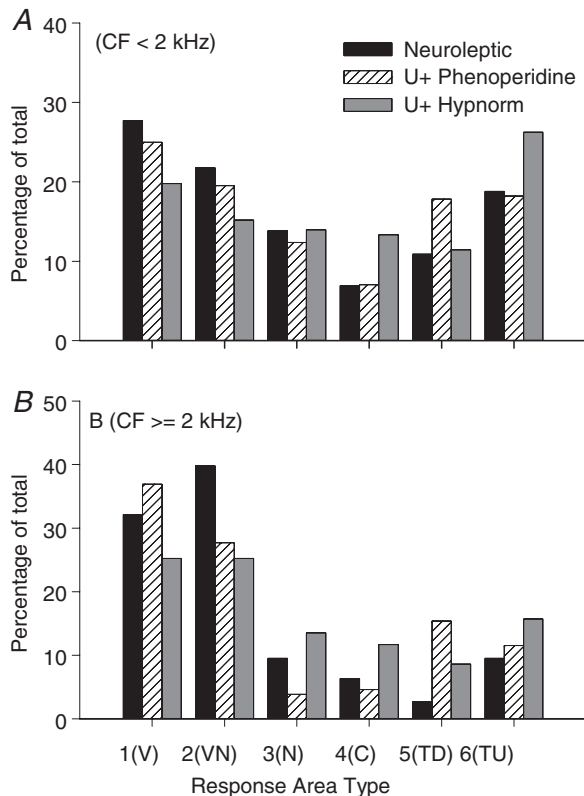 A
(CF < 2 kHz)
Neuroleptic
U+ Phenoperidine
U+ Hypnorm
Percentage of total
40
30
20
10
0
B
B (CF >= 2 kHz)
Percentage of total
50
40
30
20
10
0
1(V) 2(VN) 3(N) 4(C) 5(TD) 6(TU)
Response Area Type